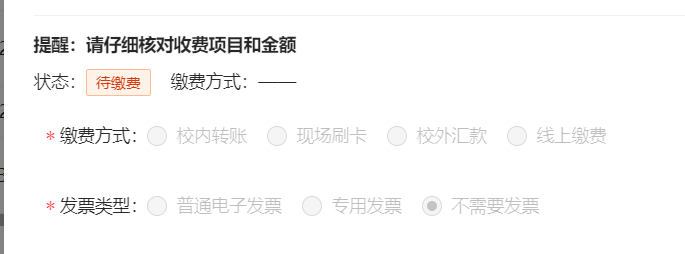 提醒：请仔细核对收费项目和金额
状态： 待缴费 缴费方式：——
* 缴费方式： 校内转账 现场刷卡 校外汇款 线上缴费
* 发票类型： 普通电子发票 专用发票 不需要发票